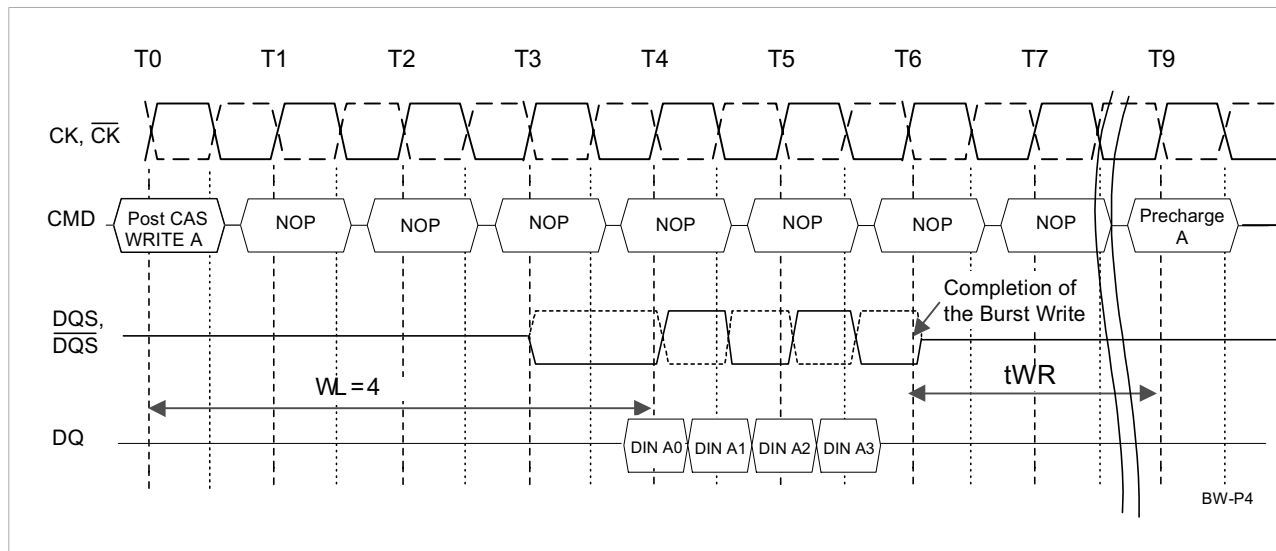 T0 T1 T2 T3 T4 T5 T6 T7 T9
CK, CK
CMD
Post CAS
WRITE A
NOP NOP NOP NOP NOP NOP NOP
Precharge
A
Completion of
the Burst Write
DQS,
DQS
WL = 4
tWR
DQ
DIN A0 DIN A1 DIN A2 DIN A3
BW-P4